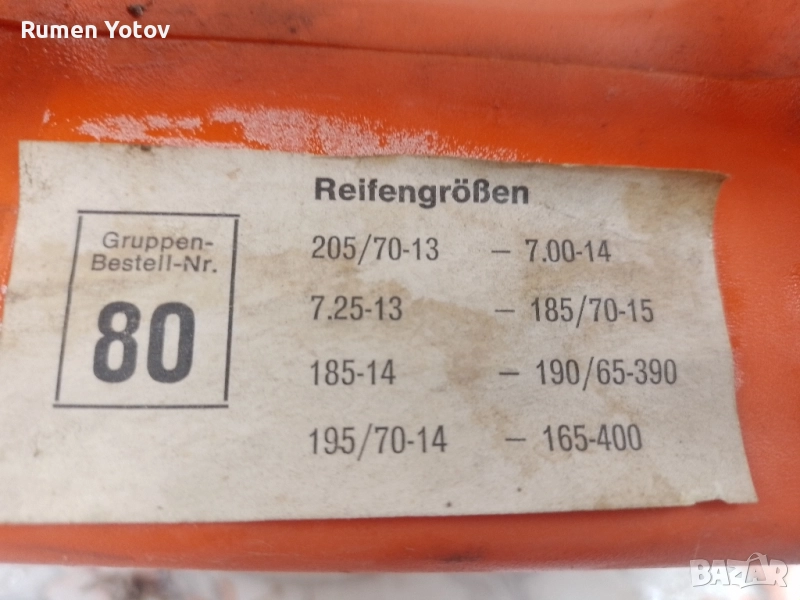 Rumen Yotov
Reifengrößen
Gruppen-
Bestell-Nr.
80
205/70-13 – 7.00-14
7.25-13 – 185/70-15
185-14 – 190/65-390
195/70-14 – 165-400
BAZAR